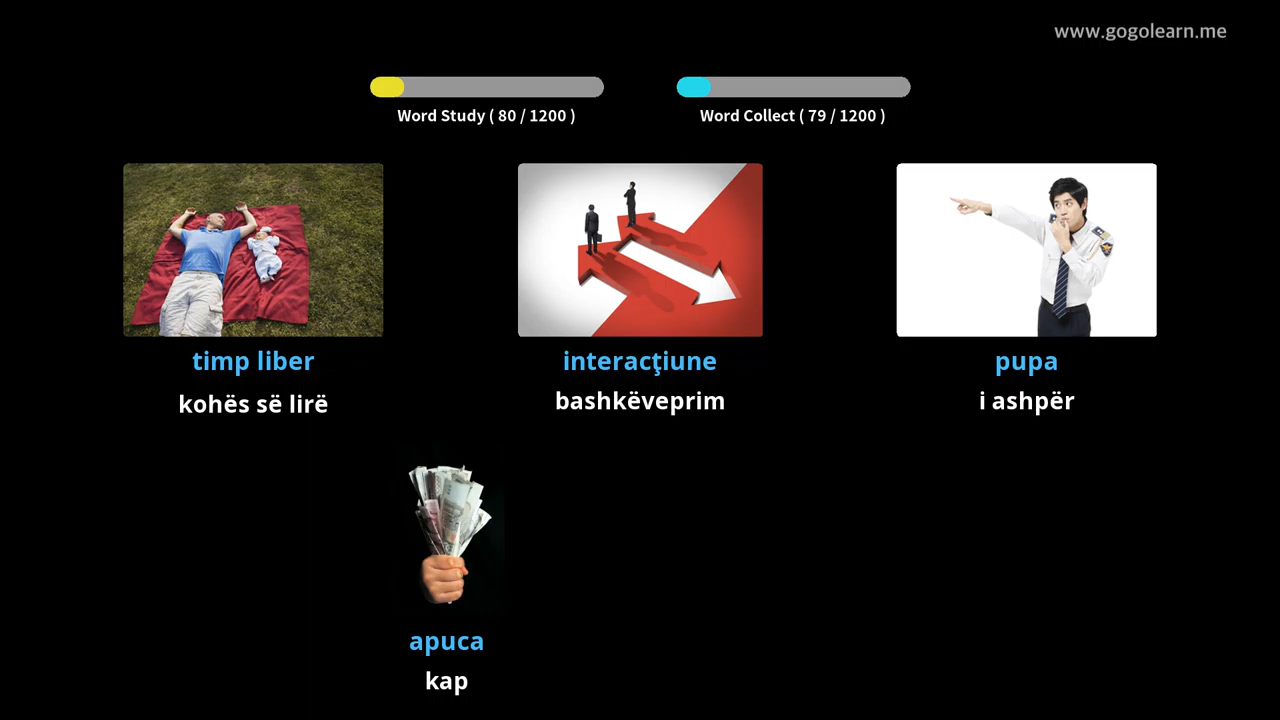 www.gogolearn.me
Word Study ( 80 / 1200 )
Word Collect ( 79 / 1200 )
timp liber
kohës së lirë
interacţiune
bashkëveprim
pupa
i ashpër
apuca
kap